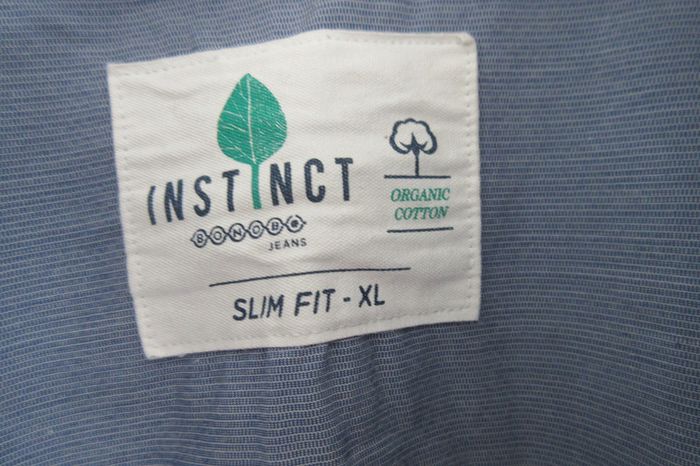 INSTINCT
BONOBO
JEANS
ORGANIC
COTTON
SLIM FIT - XL